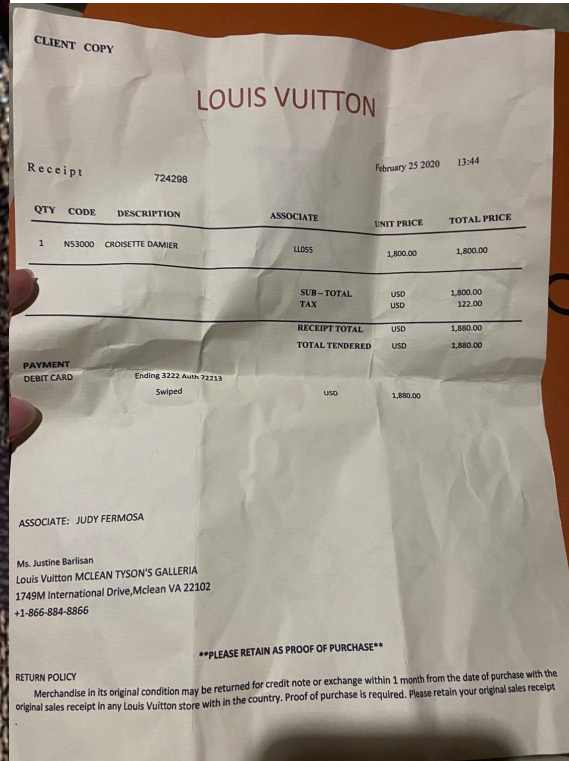 CLIENT COPY
LOUIS VUITTON
Receipt 724298 February 25 2020 13:44
QTY CODE DESCRIPTION ASSOCIATE UNIT PRICE TOTAL PRICE
1 N53000 CROISETTE DAMIER LLOSS 1,800.00 1,800.00
SUB – TOTAL USD 1,800.00
TAX USD 122.00
RECEIPT TOTAL USD 1,880.00
TOTAL TENDERED USD 1,880.00
PAYMENT
DEBIT CARD Ending 3222 Auth 72213
Swiped USD 1,880.00
ASSOCIATE: JUDY FERMOSA
Ms. Justine Barlisan
Louis Vuitton MCLEAN TYSON'S GALLERIA
1749M International Drive,Mclean VA 22102
+1-866-884-8866
**PLEASE RETAIN AS PROOF OF PURCHASE**
RETURN POLICY
Merchandise in its original condition may be returned for credit note or exchange within 1 month from the date of purchase with the
original sales receipt in any Louis Vuitton store with in the country. Proof of purchase is required. Please retain your original sales receipt
.